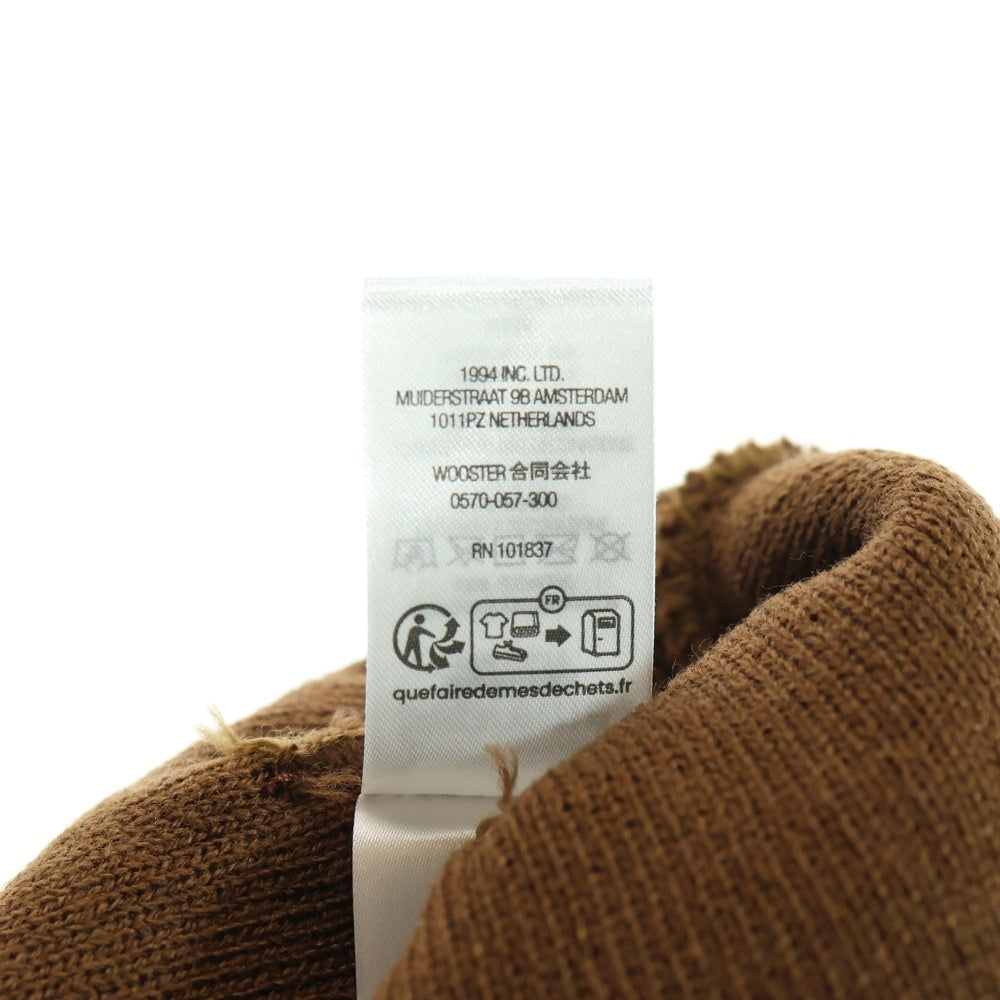 1994 INC. LTD.
MUIDERSTRAAT 9B AMSTERDAM
1011PZ NETHERLANDS
WOOSTER 合同会社
0570-057-300
RN 101837
FR
quefairedemesdechets.fr